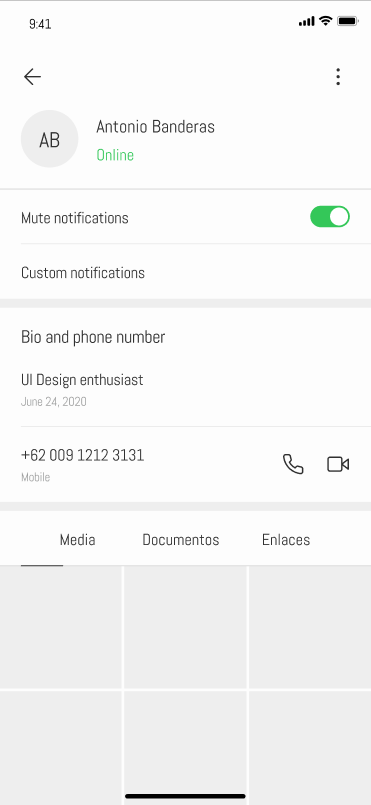 9:41
AB
Antonio Banderas
Online
Mute notifications
Custom notifications
Bio and phone number
UI Design enthusiast
June 24, 2020
+62 009 1212 3131
Mobile
Media Documentos Enlaces